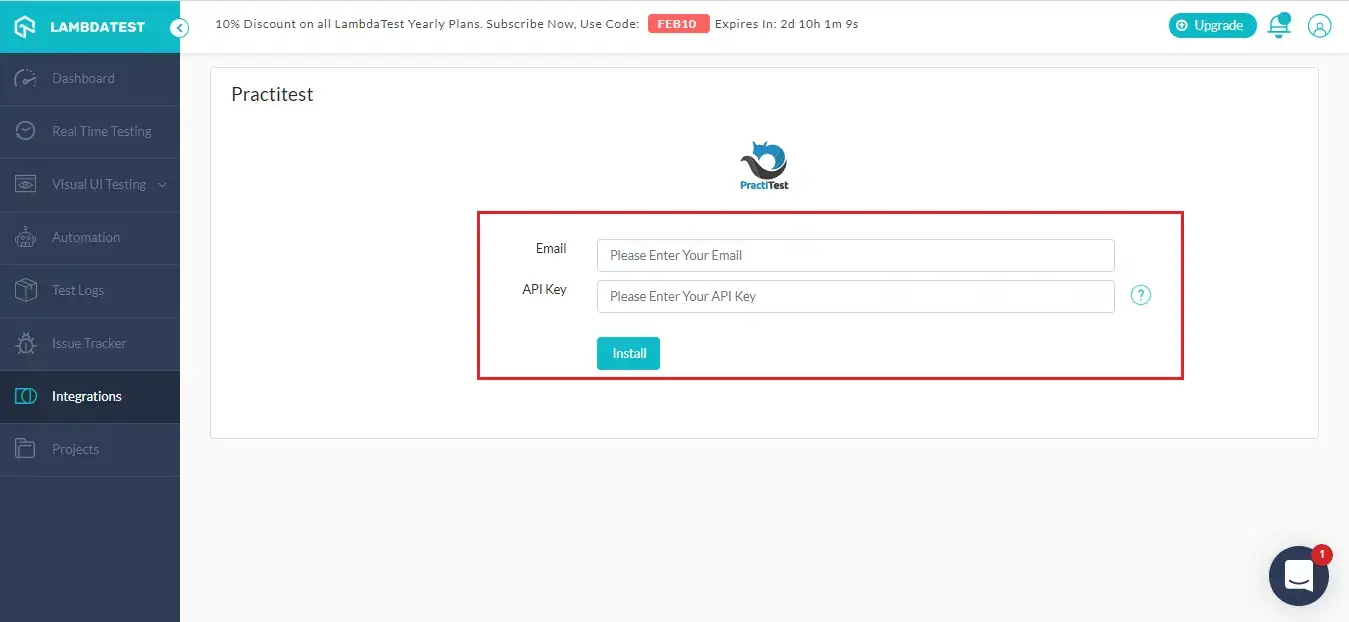 LAMBDATEST
10% Discount on all LambdaTest Yearly Plans. Subscribe Now, Use Code: FEB10 Expires In: 2d 10h 1m 9s
Upgrade
Dashboard
Real Time Testing
Visual UI Testing
Automation
Test Logs
Issue Tracker
Integrations
Projects
Practitest
PractiTest
Email Please Enter Your Email
API Key Please Enter Your API Key ?
Install
1